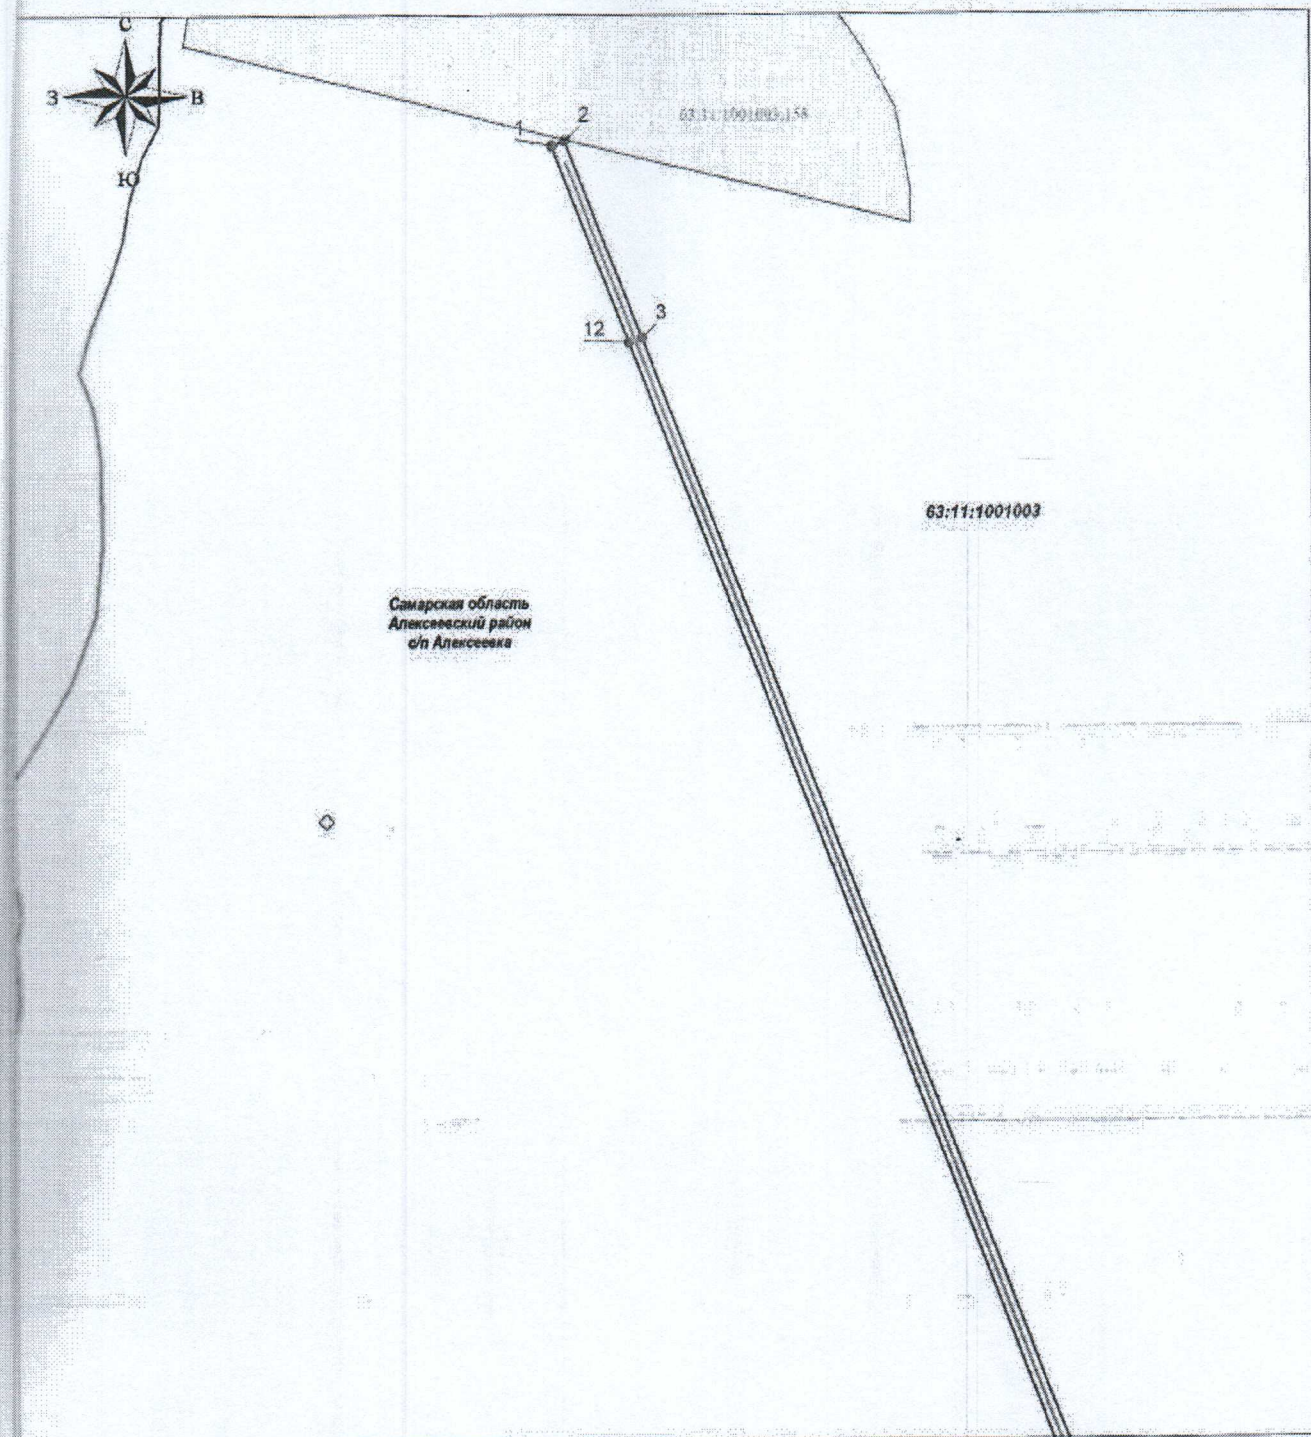 С
З
В
Ю
1
2
63:11:1001003:158
12
3
63:11:1001003
Самарская область
Алексеевский район
с/п Алексеевка